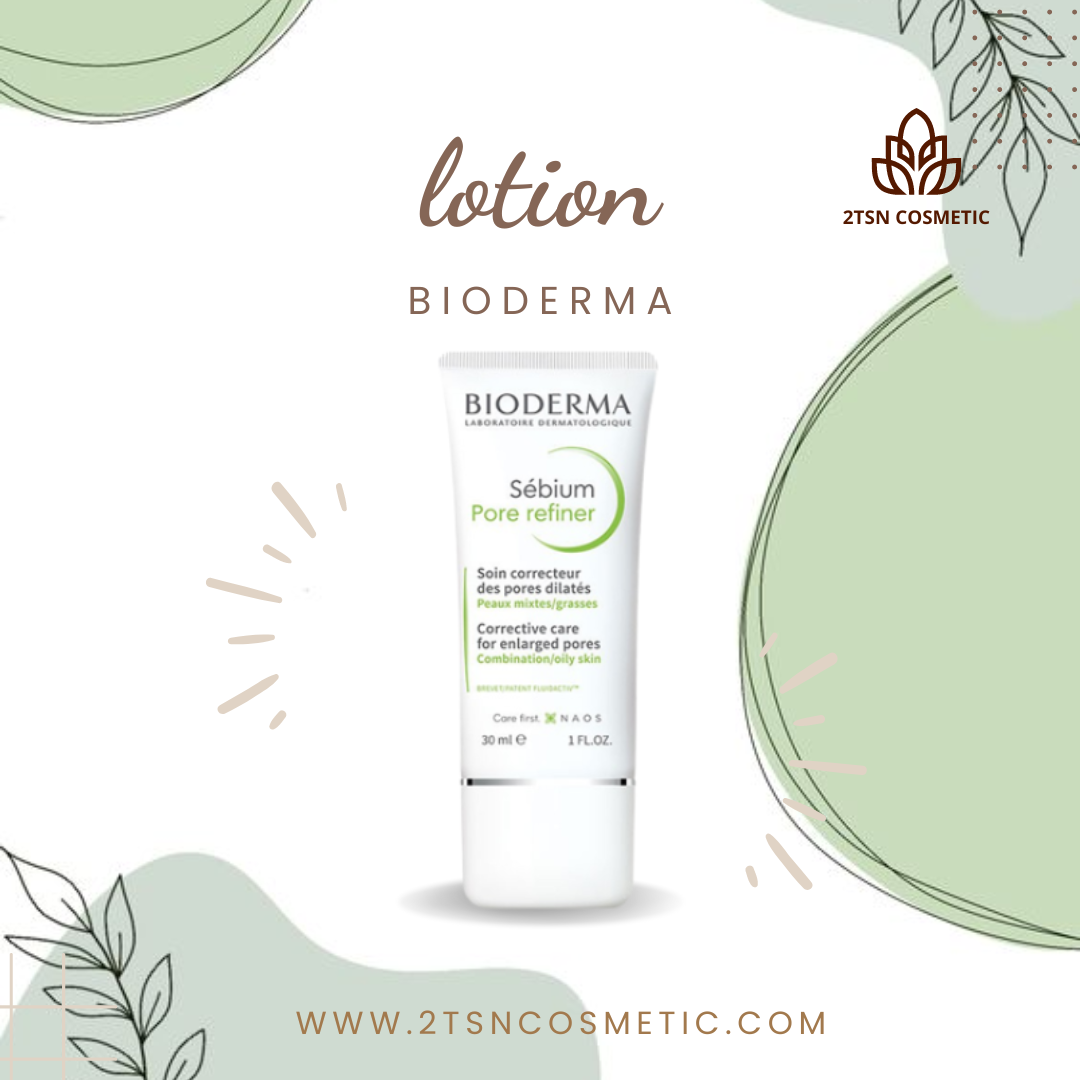 lotion
2TSN COSMETIC
BIODERMA
BIODERMA
LABORATOIRE DERMATOLOGIQUE
Sébium
Pore refiner
Soin correcteur
des pores dilatés
Peaux mixtes/grasses
Corrective care
for enlarged pores
Combination/oily skin
BREVET/PATENT FLUIDACTIV™
Care first. NAOS
30 ml ℮ 1 FL.OZ.
WWW.2TSNCOSMETIC.COM